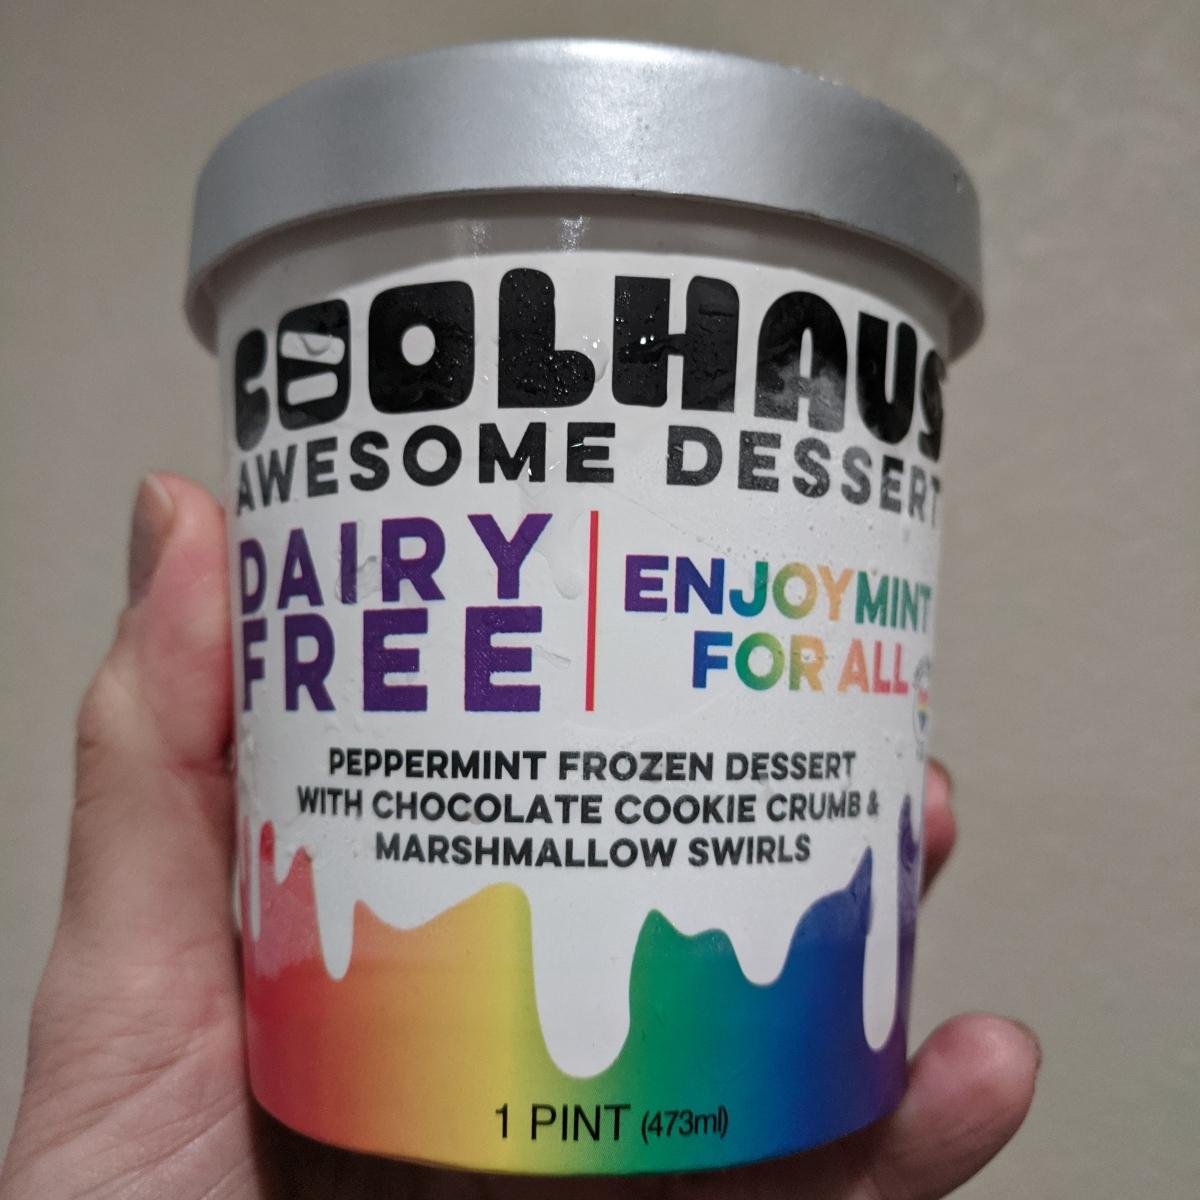 COOLHAUS
AWESOME DESSERT
DAIRY
FREE
ENJOYMINT
FOR ALL
PEPPERMINT FROZEN DESSERT
WITH CHOCOLATE COOKIE CRUMB &
MARSHMALLOW SWIRLS
1 PINT (473ml)